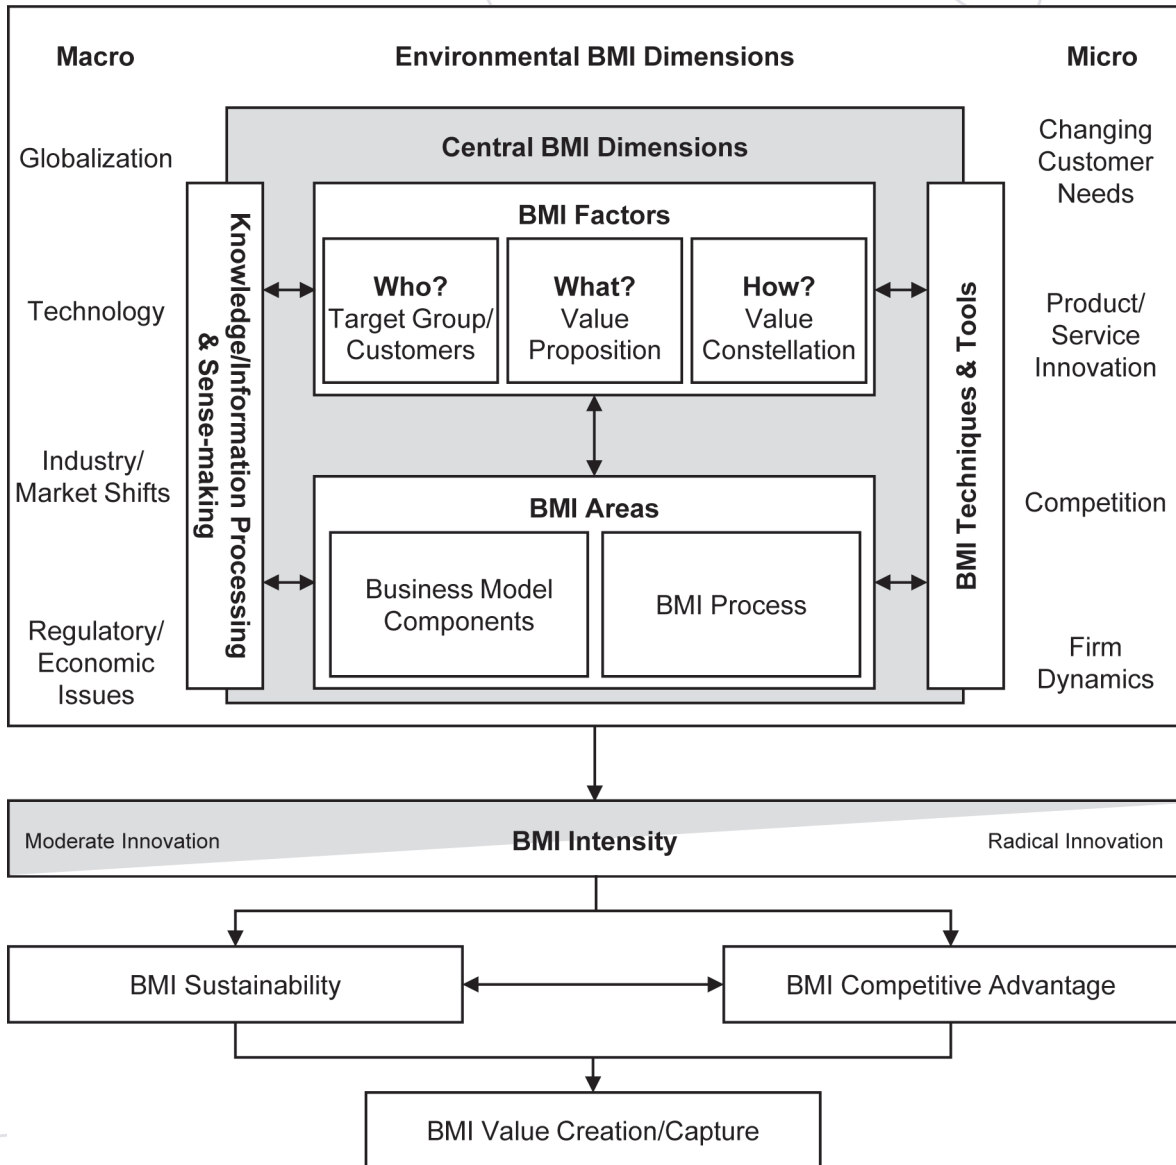 Macro
Environmental BMI Dimensions
Micro
Globalization
Technology
Industry/
Market Shifts
Regulatory/
Economic
Issues
Central BMI Dimensions
Knowledge/Information Processing
& Sense-making
BMI Factors
Who?
Target Group/
Customers
What?
Value
Proposition
How?
Value
Constellation
BMI Areas
Business Model
Components
BMI Process
BMI Techniques & Tools
Changing
Customer
Needs
Product/
Service
Innovation
Competition
Firm
Dynamics
Moderate Innovation
BMI Intensity
Radical Innovation
BMI Sustainability
BMI Competitive Advantage
BMI Value Creation/Capture